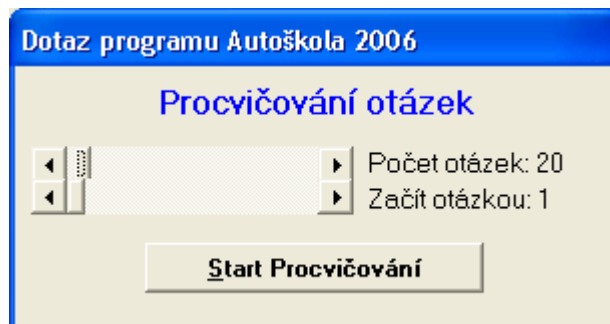 Dotaz programu Autoškola 2006
Procvičování otázek
Počet otázek: 20
Začít otázkou: 1
Start Procvičování